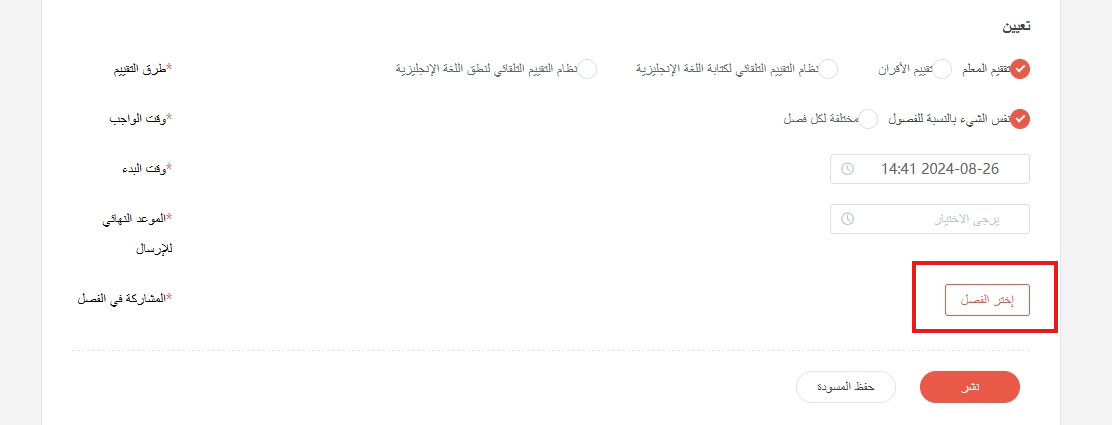 تعيين
*طرق التقييم
تققيم المعلم تقييم الأقران نظام التقييم التلقائي لكتابة اللغة الإنجليزية نظام التقييم التلقائي لنطق اللغة الإنجليزية
*وقت الواجب
نفس الشيء بالنسبة للفصول مختلفة لكل فصل
*وقت البدء
14:41 2024-08-26
*الموعد النهائي
للإرسال
يرجى الاختيار
*المشاركة في الفصل
إختر الفصل
نشر حفظ المسودة